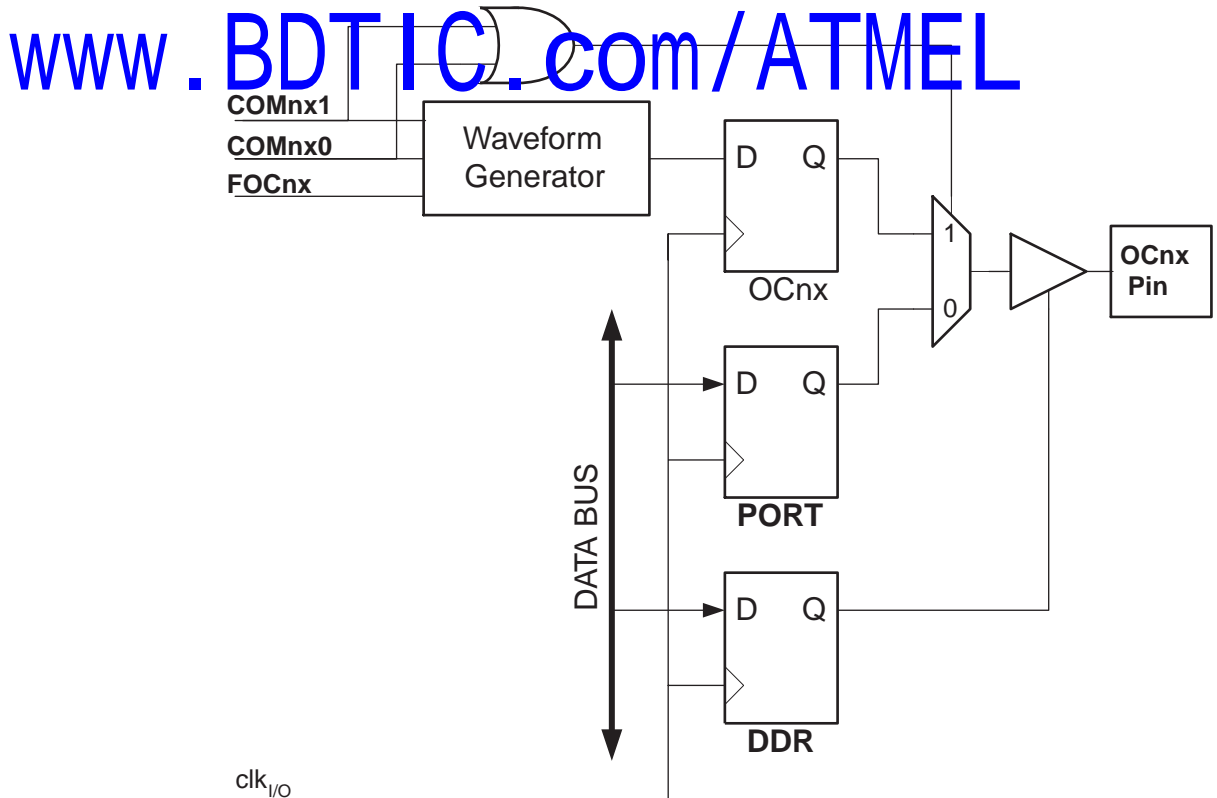 www.BDTIC.com/ATMEL
COMnx1
COMnx0
FOCnx
Waveform
Generator
D Q
OCnx
1
0
OCnx
Pin
D Q
PORT
DATA BUS
D Q
DDR
clkI/O